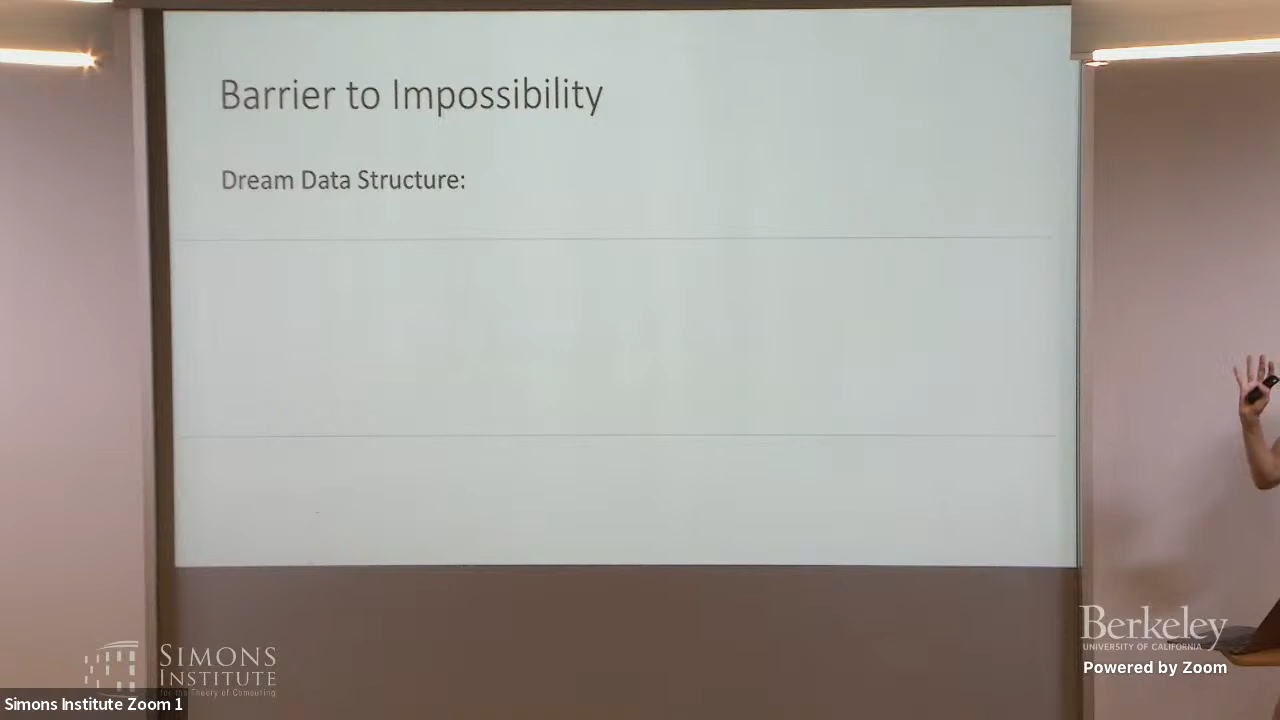 Barrier to Impossibility
Dream Data Structure:
SIMONS
INSTITUTE
for the Theory of Computing
Berkeley
UNIVERSITY OF CALIFORNIA
Powered by Zoom
Simons Institute Zoom 1